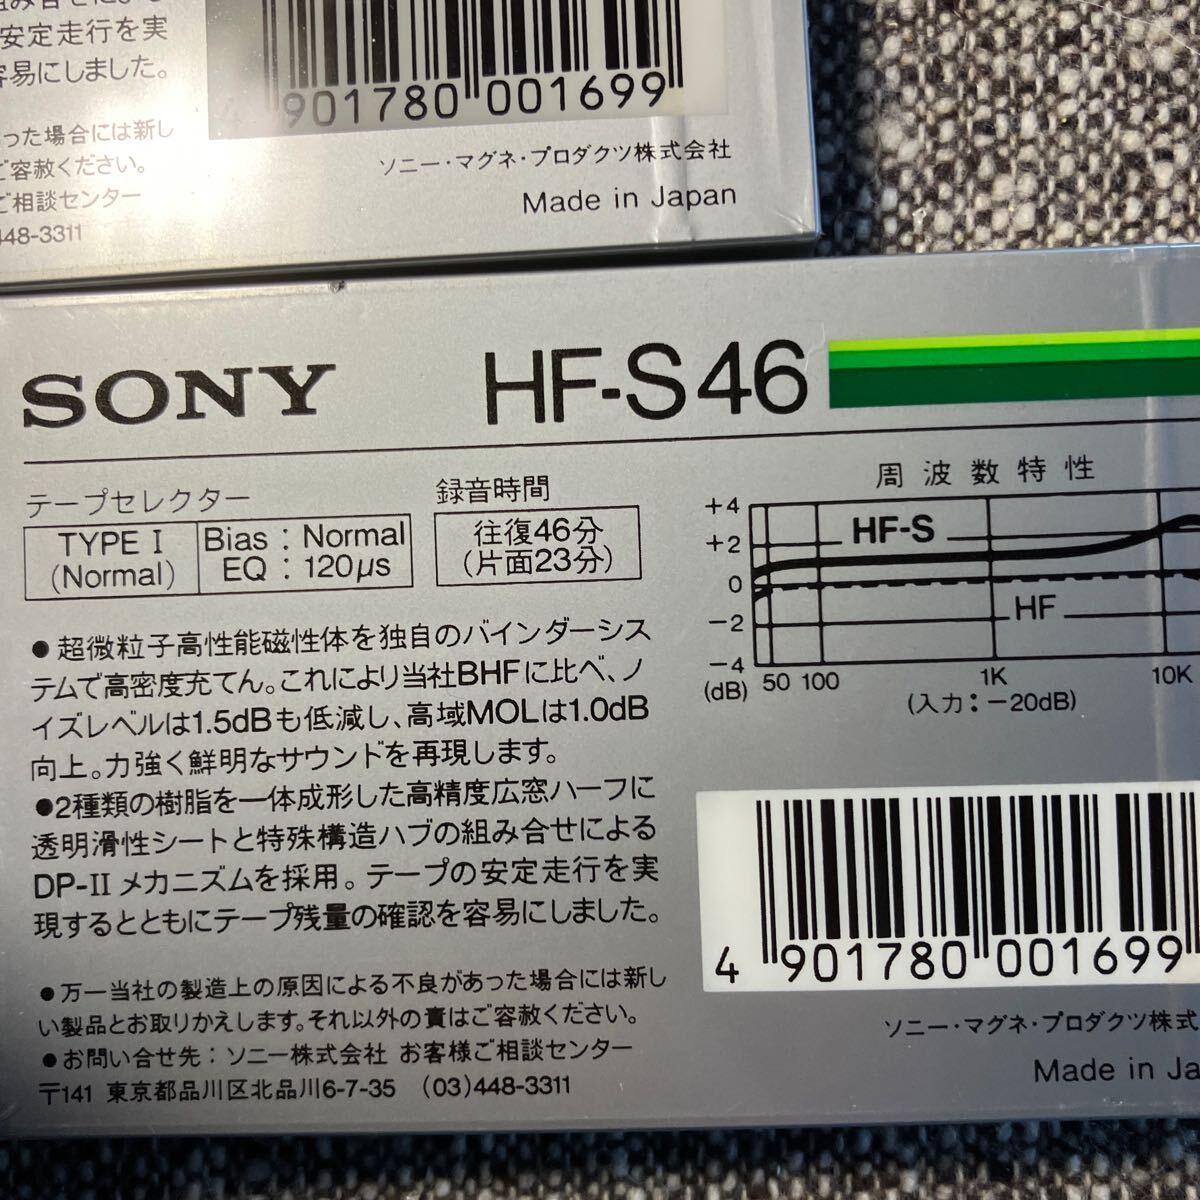 安定走行を実
容易にしました。
あった場合には新し
ご容赦ください。
ご相談センター
448-3311
4 901780 001699
ソニー・マグネ・プロダクツ株式会社
Made in Japan
SONY HF-S46
テープセレクター
TYPE I
(Normal)
Bias : Normal
EQ : 120μs
録音時間
往復46分
(片面23分)
周波数特性
+4
+2
0
-2
-4
(dB)
HF-S
HF
50 100 1K 10K
(入力:-20dB)
●超微粒子高性能磁性体を独自のバインダーシス
テムで高密度充てん。これにより当社BHFに比べ、ノ
イズレベルは1.5dBも低減し、高域MOLは1.0dB
向上。力強く鮮明なサウンドを再現します。
●2種類の樹脂を一体成形した高精度広窓ハーフに
透明滑性シートと特殊構造ハブの組み合せによる
DP-II メカニズムを採用。テープの安定走行を実
現するとともにテープ残量の確認を容易にしました。
●万一当社の製造上の原因による不良があった場合には新し
い製品とお取りかえします。それ以外の責はご容赦ください。
●お問い合せ先:ソニー株式会社 お客様ご相談センター
〒141 東京都品川区北品川6-7-35 (03)448-3311
4 901780 001699
ソニー・マグネ・プロダクツ株式
Made in Ja